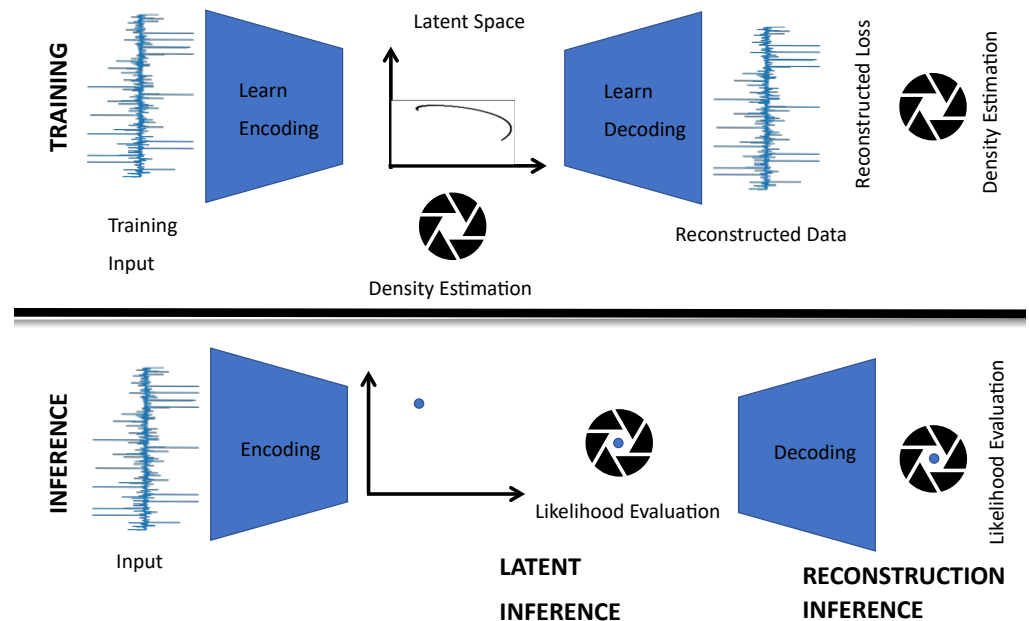 TRAINING
Training
Input
Learn
Encoding
Latent Space
Density Estimation
Learn
Decoding
Reconstructed Data
Reconstructed Loss
Density Estimation
INFERENCE
Input
Encoding
Likelihood Evaluation
LATENT
INFERENCE
Decoding
Likelihood Evaluation
RECONSTRUCTION
INFERENCE